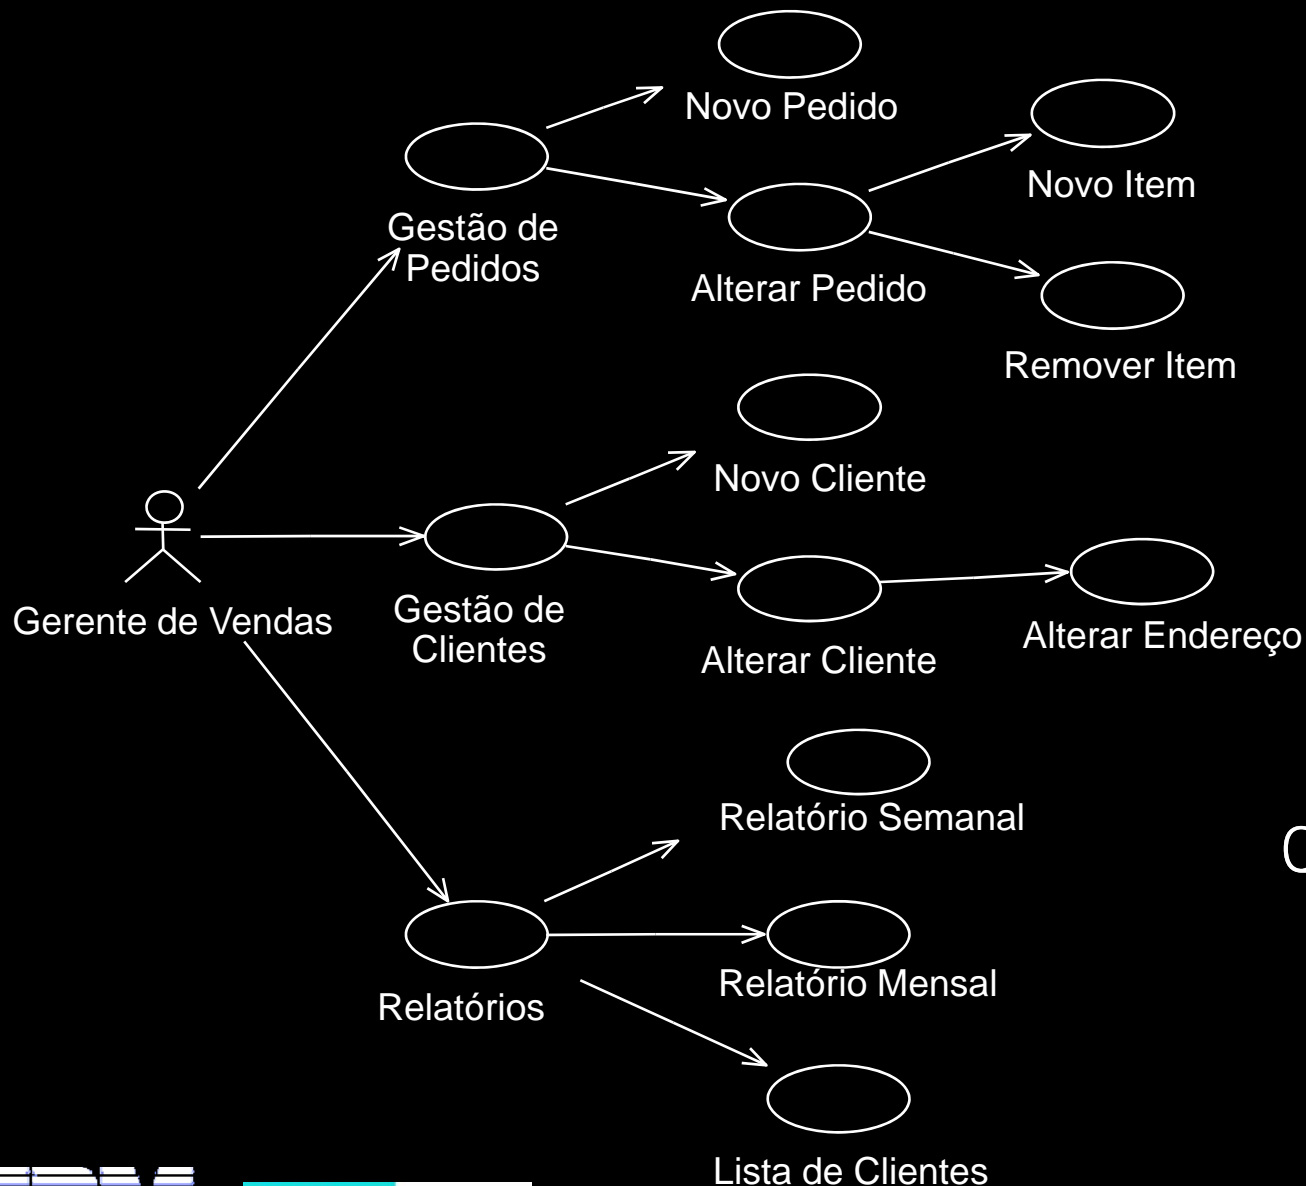 Novo Pedido
Novo Item
Gestão de
Pedidos
Alterar Pedido
Remover Item
Novo Cliente
Gerente de Vendas
Gestão de
Clientes
Alterar Cliente
Alterar Endereço
Relatório Semanal
Relatórios
Relatório Mensal
Lista de Clientes